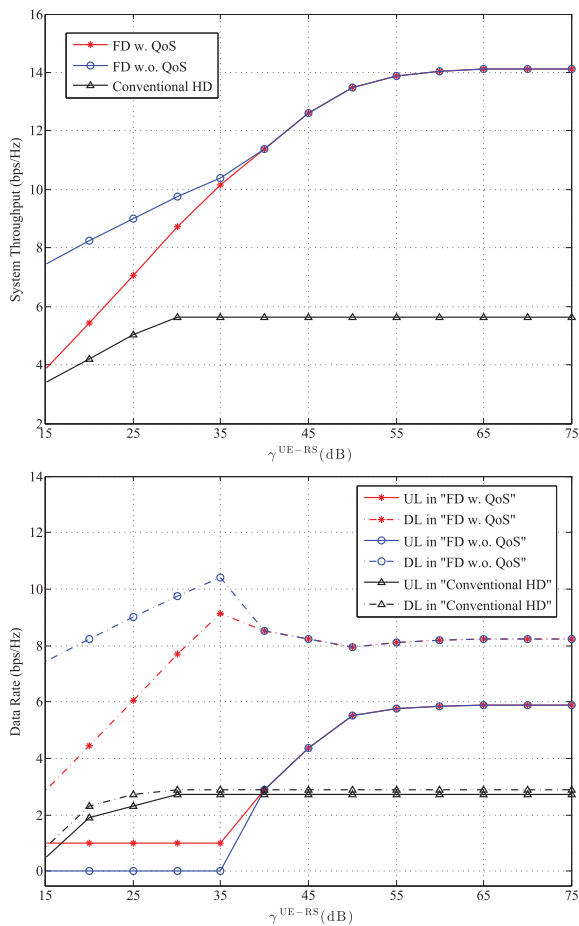 16
14
12
10
8
6
4
2
System Throughput (bps/Hz)
FD w. QoS
FD w.o. QoS
Conventional HD
15 25 35 45 55 65 75
γ^UE−RS (dB)
14
12
10
8
6
4
2
0
Data Rate (bps/Hz)
UL in "FD w. QoS"
DL in "FD w. QoS"
UL in "FD w.o. QoS"
DL in "FD w.o. QoS"
UL in "Conventional HD"
DL in "Conventional HD"
15 25 35 45 55 65 75
γ^UE−RS (dB)